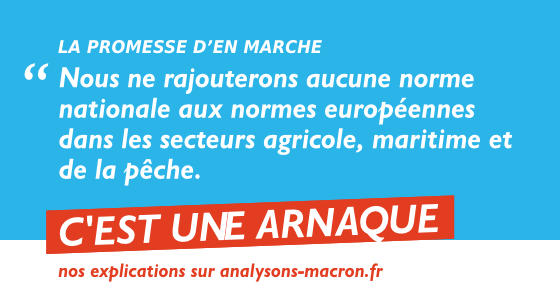 LA PROMESSE D’EN MARCHE
“ Nous ne rajouterons aucune norme
nationale aux normes européennes
dans les secteurs agricole, maritime et
de la pêche.
C'EST UNE ARNAQUE
nos explications sur analysons-macron.fr